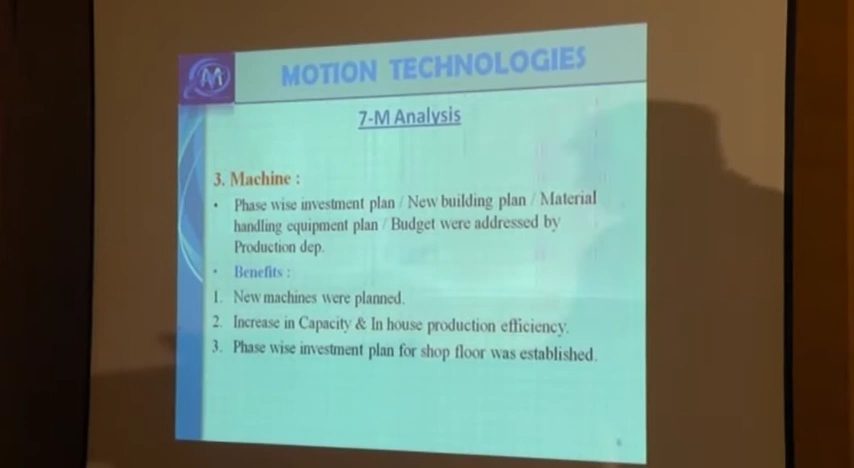 M
MOTION TECHNOLOGIES
7-M Analysis
3. Machine :
• Phase wise investment plan / New building plan / Material
handling equipment plan / Budget were addressed by
Production dep.
• Benefits :
1. New machines were planned.
2. Increase in Capacity & In house production efficiency.
3. Phase wise investment plan for shop floor was established.